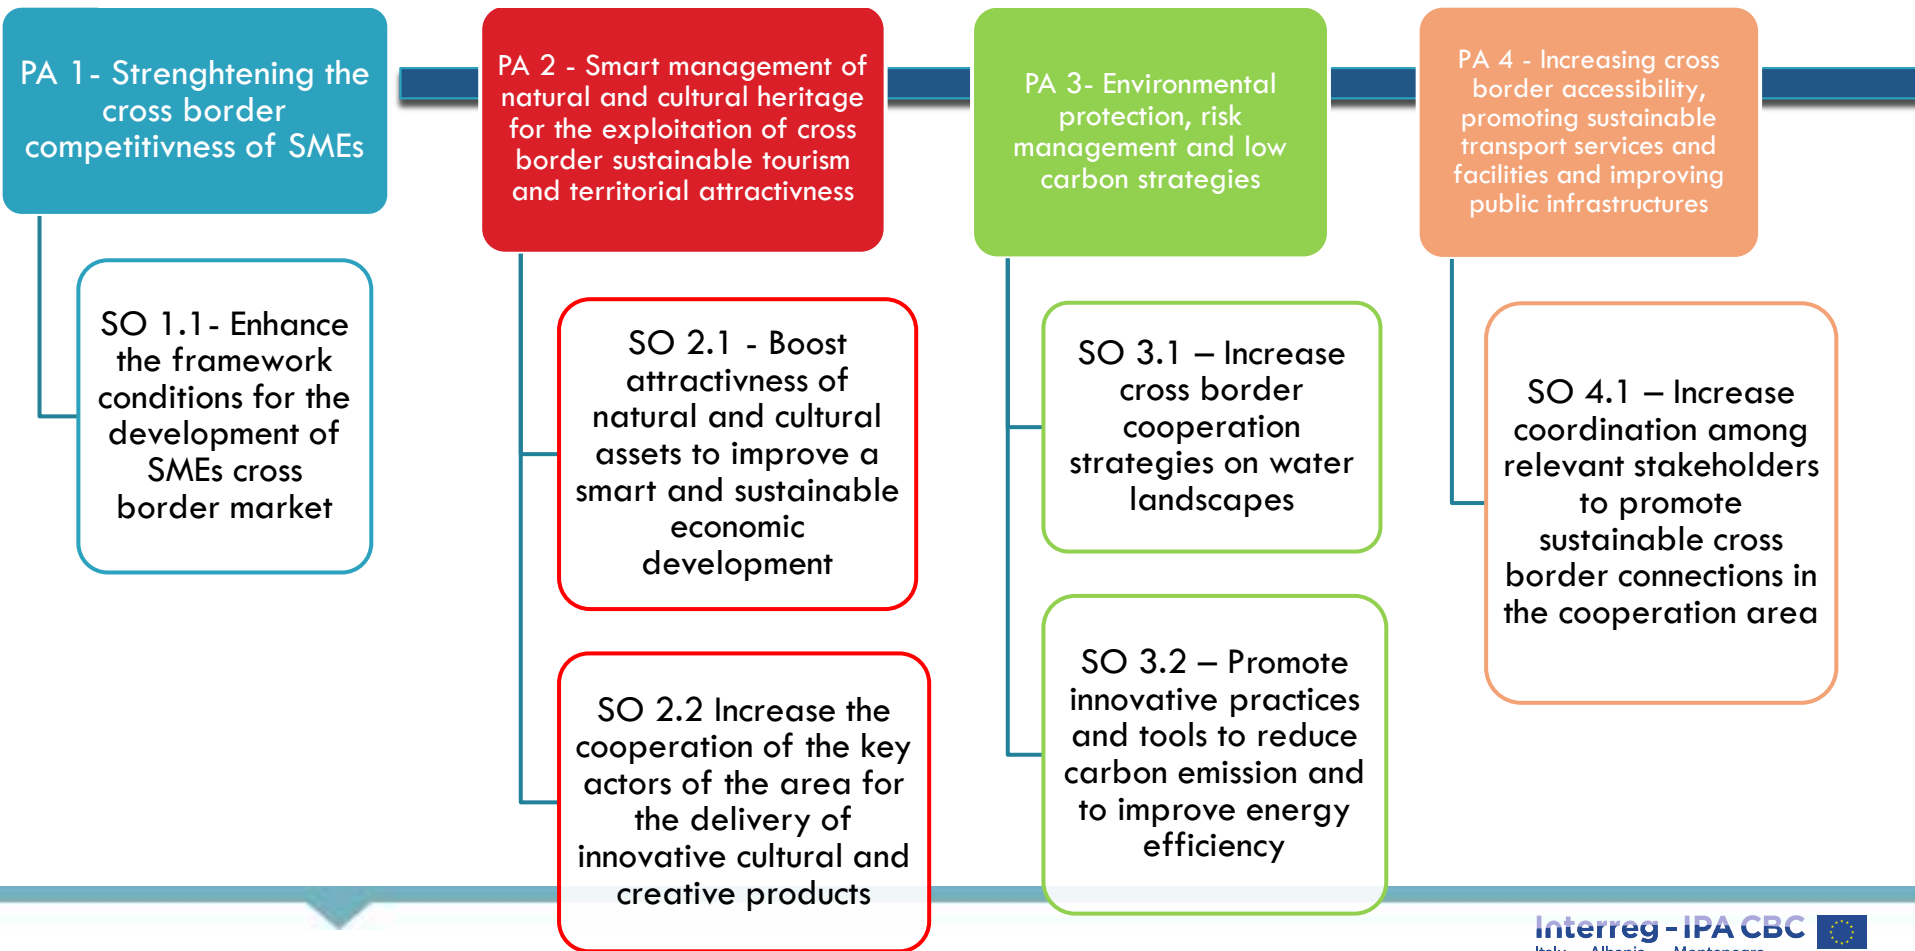 PA 1- Strenghtening the
cross border
competitivness of SMEs
SO 1.1- Enhance
the framework
conditions for the
development of
SMEs cross
border market
PA 2 - Smart management of
natural and cultural heritage
for the exploitation of cross
border sustainable tourism
and territorial attractivness
SO 2.1 - Boost
attractivness of
natural and cultural
assets to improve a
smart and sustainable
economic
development
SO 2.2 Increase the
cooperation of the key
actors of the area for
the delivery of
innovative cultural and
creative products
PA 3- Environmental
protection, risk
management and low
carbon strategies
SO 3.1 – Increase
cross border
cooperation
strategies on water
landscapes
SO 3.2 – Promote
innovative practices
and tools to reduce
carbon emission and
to improve energy
efficiency
PA 4 - Increasing cross
border accessibility,
promoting sustainable
transport services and
facilities and improving
public infrastructures
SO 4.1 – Increase
coordination among
relevant stakeholders
to promote
sustainable cross
border connections in
the cooperation area
Interreg - IPA CBC
Italy - Albania - Montenegro